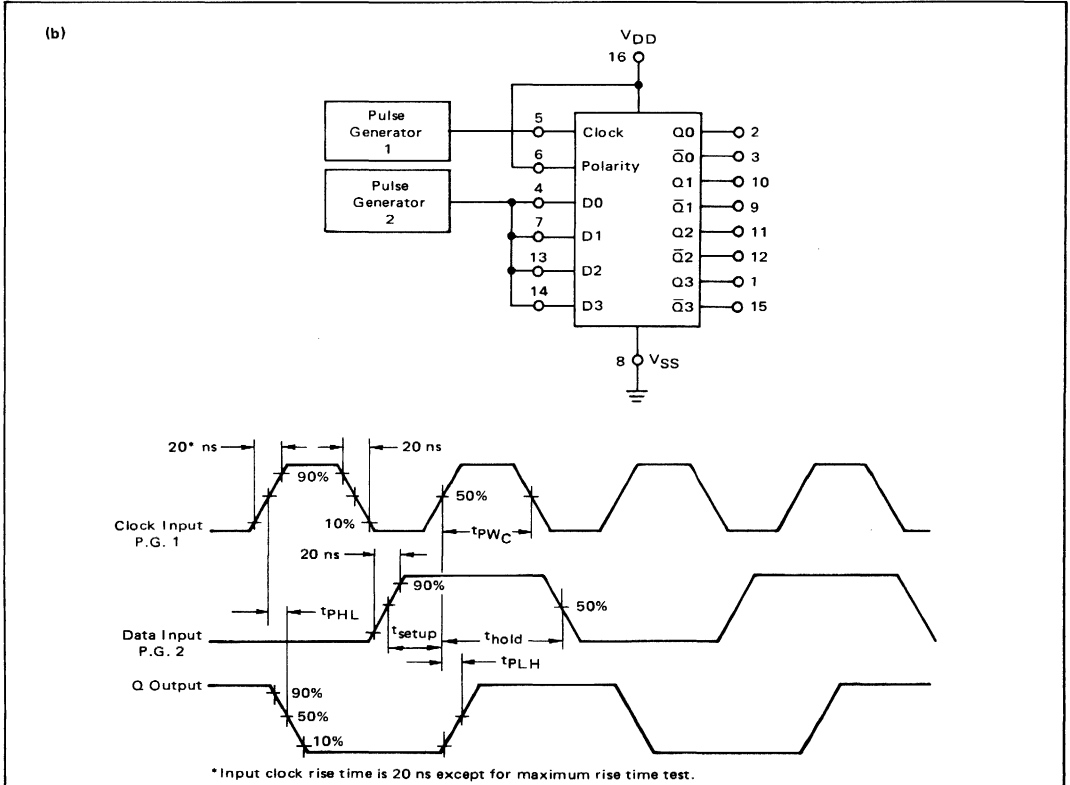 (b)
VDD
16
Pulse
Generator
1
Pulse
Generator
2
5
6
4
7
13
14
Clock
Polarity
D0
D1
D2
D3
Q0
Q̅0
Q1
Q̅1
Q2
Q̅2
Q3
Q̅3
2
3
10
9
11
12
1
15
8
VSS
20* ns
20 ns
90%
10%
50%
tPWC
Clock Input
P.G. 1
20 ns
90%
50%
tPHL
tsetup
thold
Data Input
P.G. 2
tPLH
Q Output
90%
50%
10%
*Input clock rise time is 20 ns except for maximum rise time test.